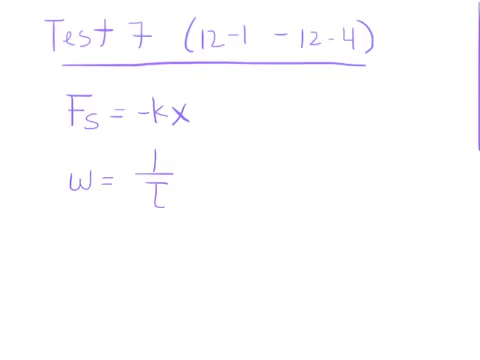 Test 7 (12-1 - 12-4)
Fs = -kx
w = 1/T